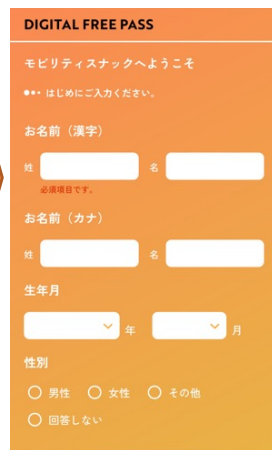 DIGITAL FREE PASS
モビリティスナックへようこそ
はじめにご入力ください。
お名前（漢字）
姓 名
必須項目です。
お名前（カナ）
姓 名
生年月
年 月
性別
男性 女性 その他
回答しない